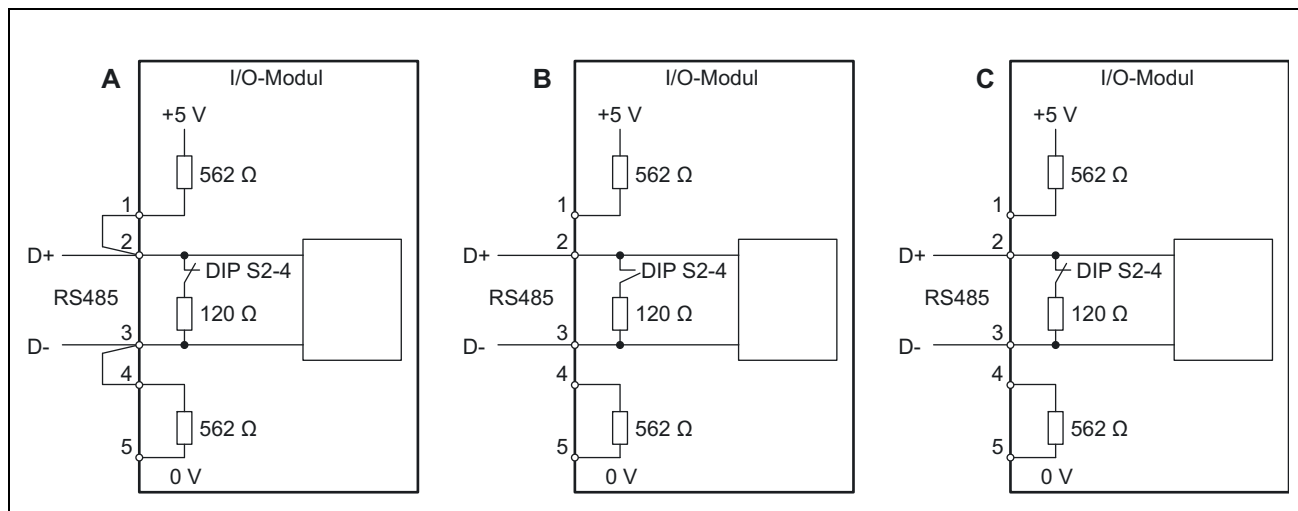 A
I/O-Modul
+5 V
562 Ω
1
2
D+
DIP S2-4
RS485
120 Ω
3
D-
4
562 Ω
5
0 V
B
I/O-Modul
+5 V
562 Ω
1
2
D+
DIP S2-4
RS485
120 Ω
3
D-
4
562 Ω
5
0 V
C
I/O-Modul
+5 V
562 Ω
1
2
D+
DIP S2-4
RS485
120 Ω
3
D-
4
562 Ω
5
0 V